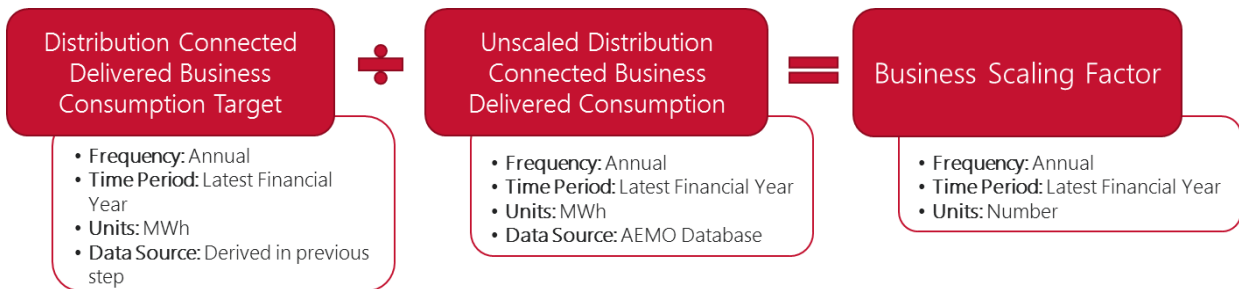 Distribution Connected
Delivered Business
Consumption Target
• Frequency: Annual
• Time Period: Latest Financial
Year
• Units: MWh
• Data Source: Derived in previous
step
÷
Unscaled Distribution
Connected Business
Delivered Consumption
• Frequency: Annual
• Time Period: Latest Financial Year
• Units: MWh
• Data Source: AEMO Database
=
Business Scaling Factor
• Frequency: Annual
• Time Period: Latest Financial Year
• Units: Number